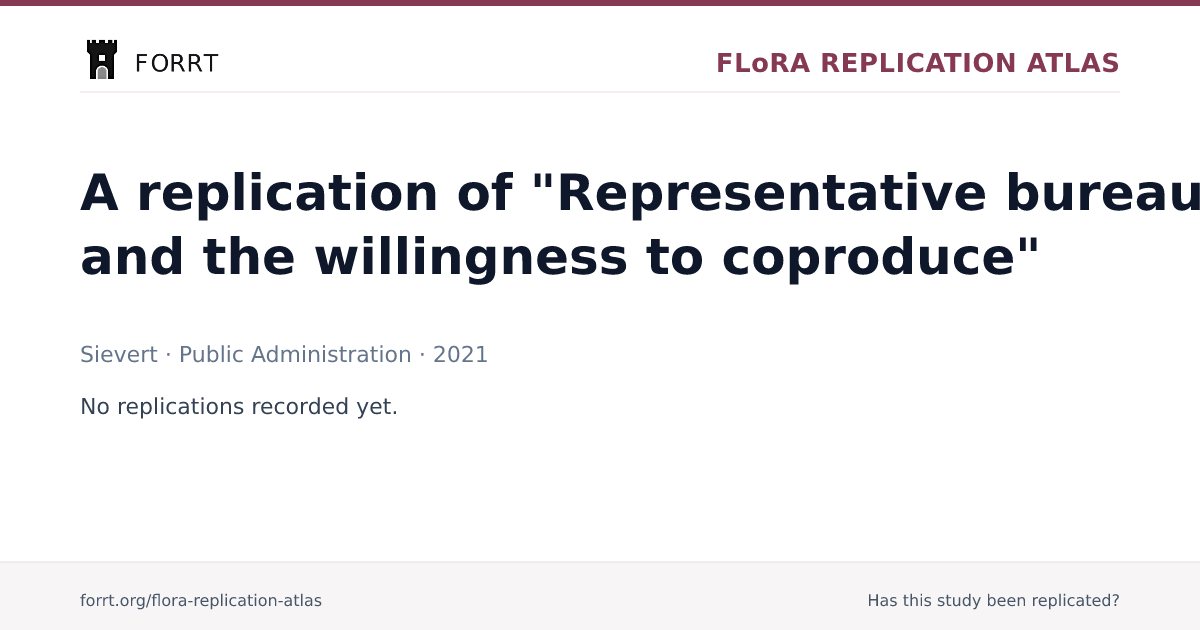 FORRT
FLoRA REPLICATION ATLAS
A replication of "Representative bureau
and the willingness to coproduce"
Sievert · Public Administration · 2021
No replications recorded yet.
forrt.org/flora-replication-atlas
Has this study been replicated?